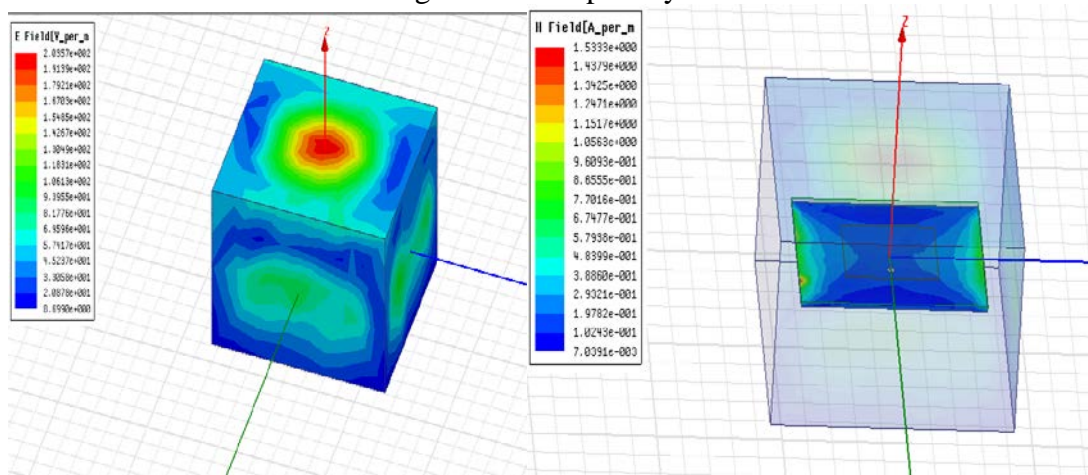 E Field[V_per_m
2.0357e+002
1.9139e+002
1.7921e+002
1.6703e+002
1.5485e+002
1.4267e+002
1.3049e+002
1.1831e+002
1.0613e+002
9.3955e+001
8.1776e+001
6.9596e+001
5.7417e+001
4.5237e+001
3.3058e+001
2.0878e+001
8.6990e+000
Z
H Field[A_per_m
1.5333e+000
1.4379e+000
1.3425e+000
1.2471e+000
1.1517e+000
1.0563e+000
9.6093e-001
8.6555e-001
7.7016e-001
6.7477e-001
5.7938e-001
4.8399e-001
3.8860e-001
2.9321e-001
1.9782e-001
1.0243e-001
7.0391e-003
Z